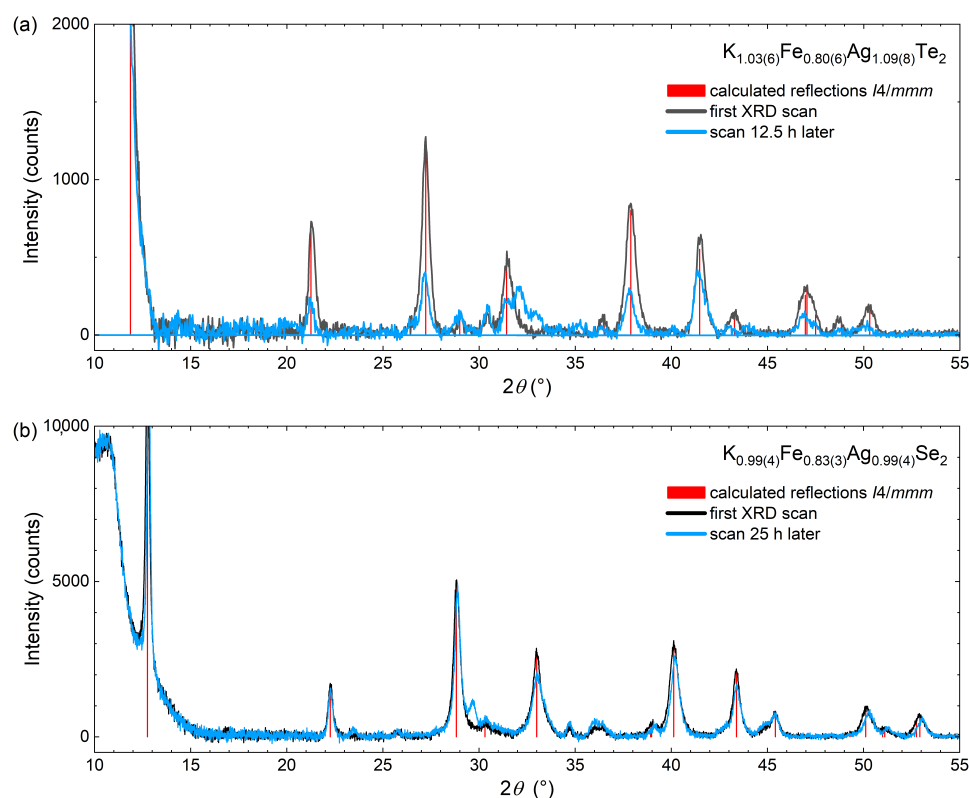 (a)
2000
1000
0
Intensity (counts)
K1.03(6)Fe0.80(6)Ag1.09(8)Te2
calculated reflections I4/mmm
first XRD scan
scan 12.5 h later
10 15 20 25 30 35 40 45 50 55
2θ (°)
(b)
10000
5000
0
Intensity (counts)
K0.99(4)Fe0.83(3)Ag0.99(4)Se2
calculated reflections I4/mmm
first XRD scan
scan 25 h later
10 15 20 25 30 35 40 45 50 55
2θ (°)